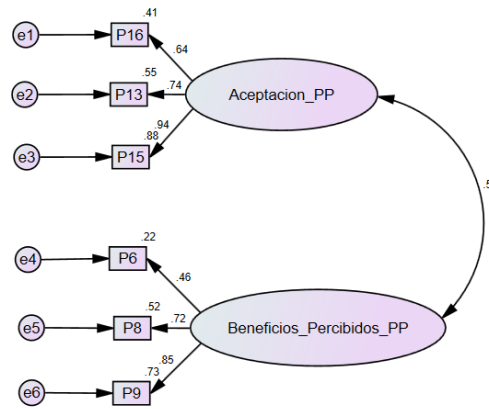 .41
e1 P16
.64
.55
e2 P13 .74 Aceptacion_PP
.94
.88
e3 P15
.5
.22
e4 P6
.46
.52
e5 P8 .72 Beneficios_Percibidos_PP
.85
.73
e6 P9